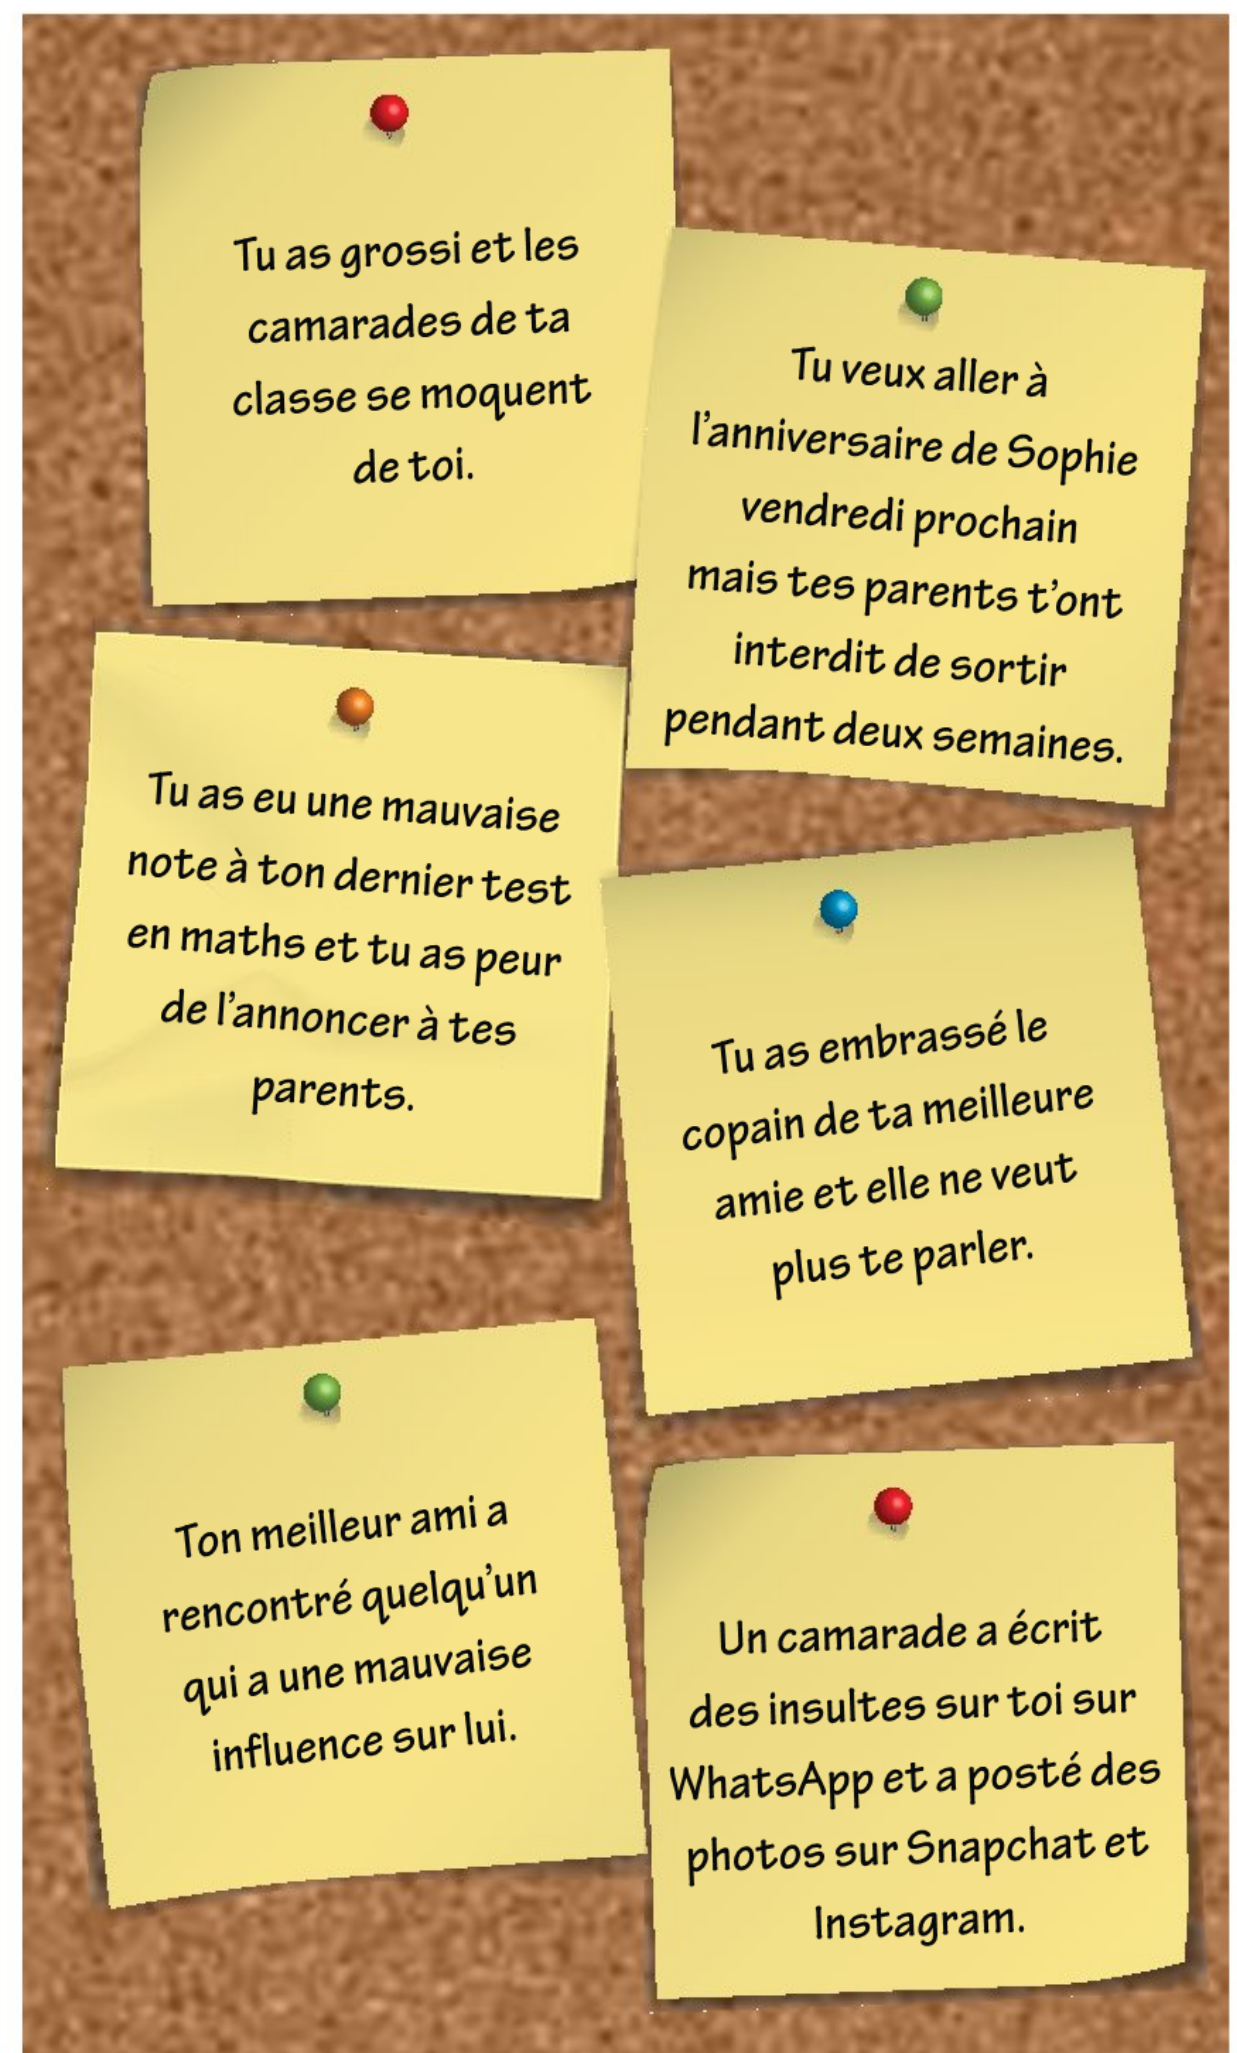 Tu as grossi et les
camarades de ta
classe se moquent
de toi.
Tu veux aller à
l'anniversaire de Sophie
vendredi prochain
mais tes parents t'ont
interdit de sortir
pendant deux semaines.
Tu as eu une mauvaise
note à ton dernier test
en maths et tu as peur
de l'annoncer à tes
parents.
Tu as embrassé le
copain de ta meilleure
amie et elle ne veut
plus te parler.
Ton meilleur ami a
rencontré quelqu'un
qui a une mauvaise
influence sur lui.
Un camarade a écrit
des insultes sur toi sur
WhatsApp et a posté des
photos sur Snapchat et
Instagram.